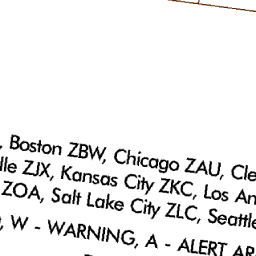 , Boston ZBW, Chicago ZAU, Cle
lle ZJX, Kansas City ZKC, Los An
ZOA, Salt Lake City ZLC, Seattle
, W - WARNING, A - ALERT AR